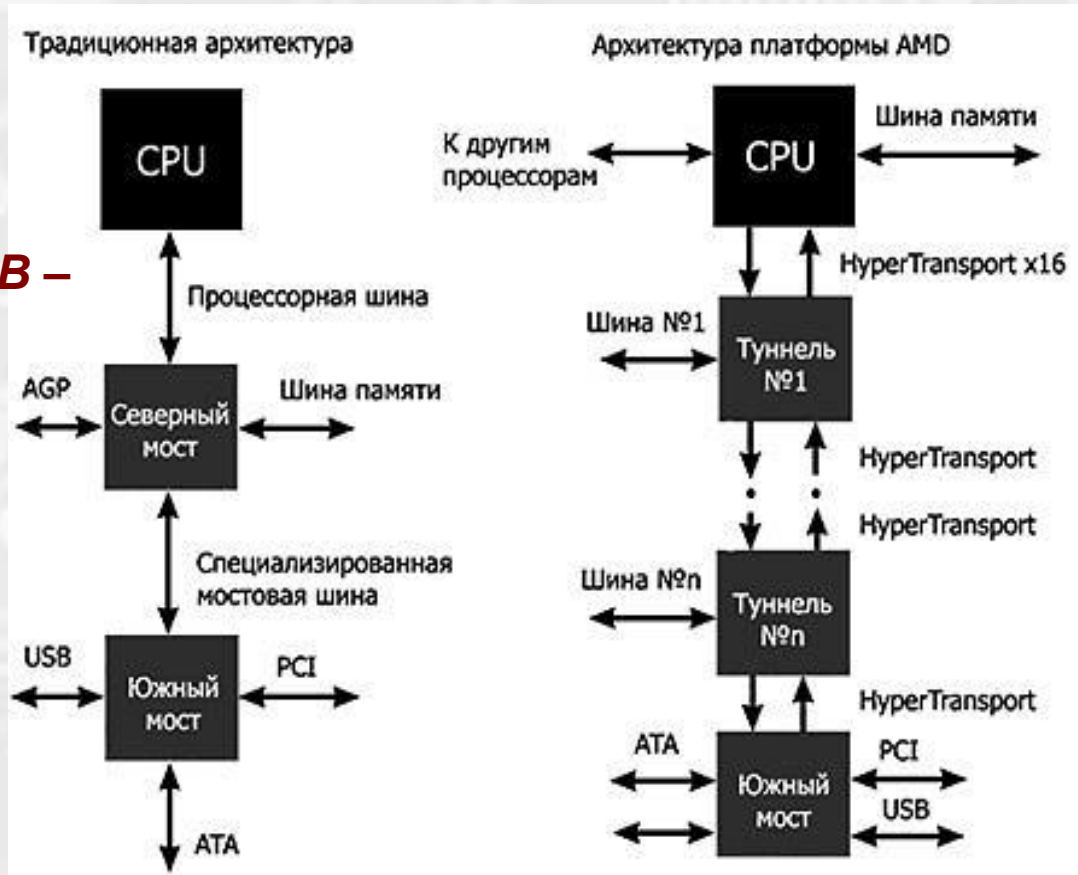 Традиционная архитектура
CPU
В –
Процессорная шина
AGP
Шина памяти
Северный
мост
Специализированная
мостовая шина
USB
PCI
Южный
мост
ATA
Архитектура платформы AMD
К другим
процессорам
CPU
Шина памяти
HyperTransport x16
Шина №1
Туннель
№1
HyperTransport
HyperTransport
Шина №n
Туннель
№n
HyperTransport
ATA
PCI
Южный
мост
USB